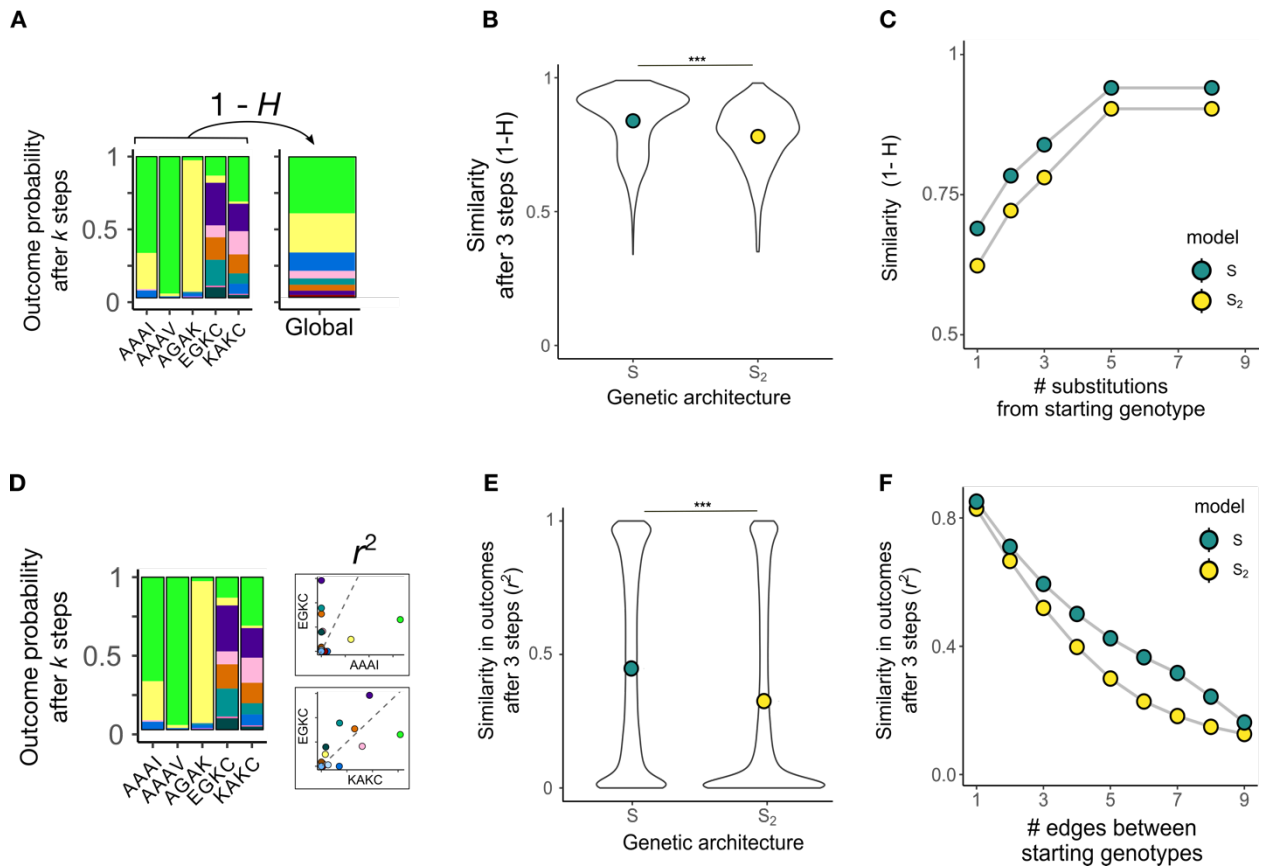 A
1 - H
Outcome probability
after k steps
1
0.5
0
AAAI
AAAV
AGAK
EGKC
KAKC
Global
B
***
Similarity
after 3 steps (1-H)
1
0.5
0
S
S2
Genetic architecture
C
Similarity (1- H)
1
0.75
0.5
model
S
S2
1
3
5
7
9
# substitutions
from starting genotype
D
Outcome probability
after k steps
1
0.5
0
AAAI
AAAV
AGAK
EGKC
KAKC
r2
EGKC
AAAI
EGKC
KAKC
E
***
Similarity in outcomes
after 3 steps (r2)
1
0.5
0
S
S2
Genetic architecture
F
Similarity in outcomes
after 3 steps (r2)
0.8
0.4
0.0
model
S
S2
1
3
5
7
9
# edges between
starting genotypes